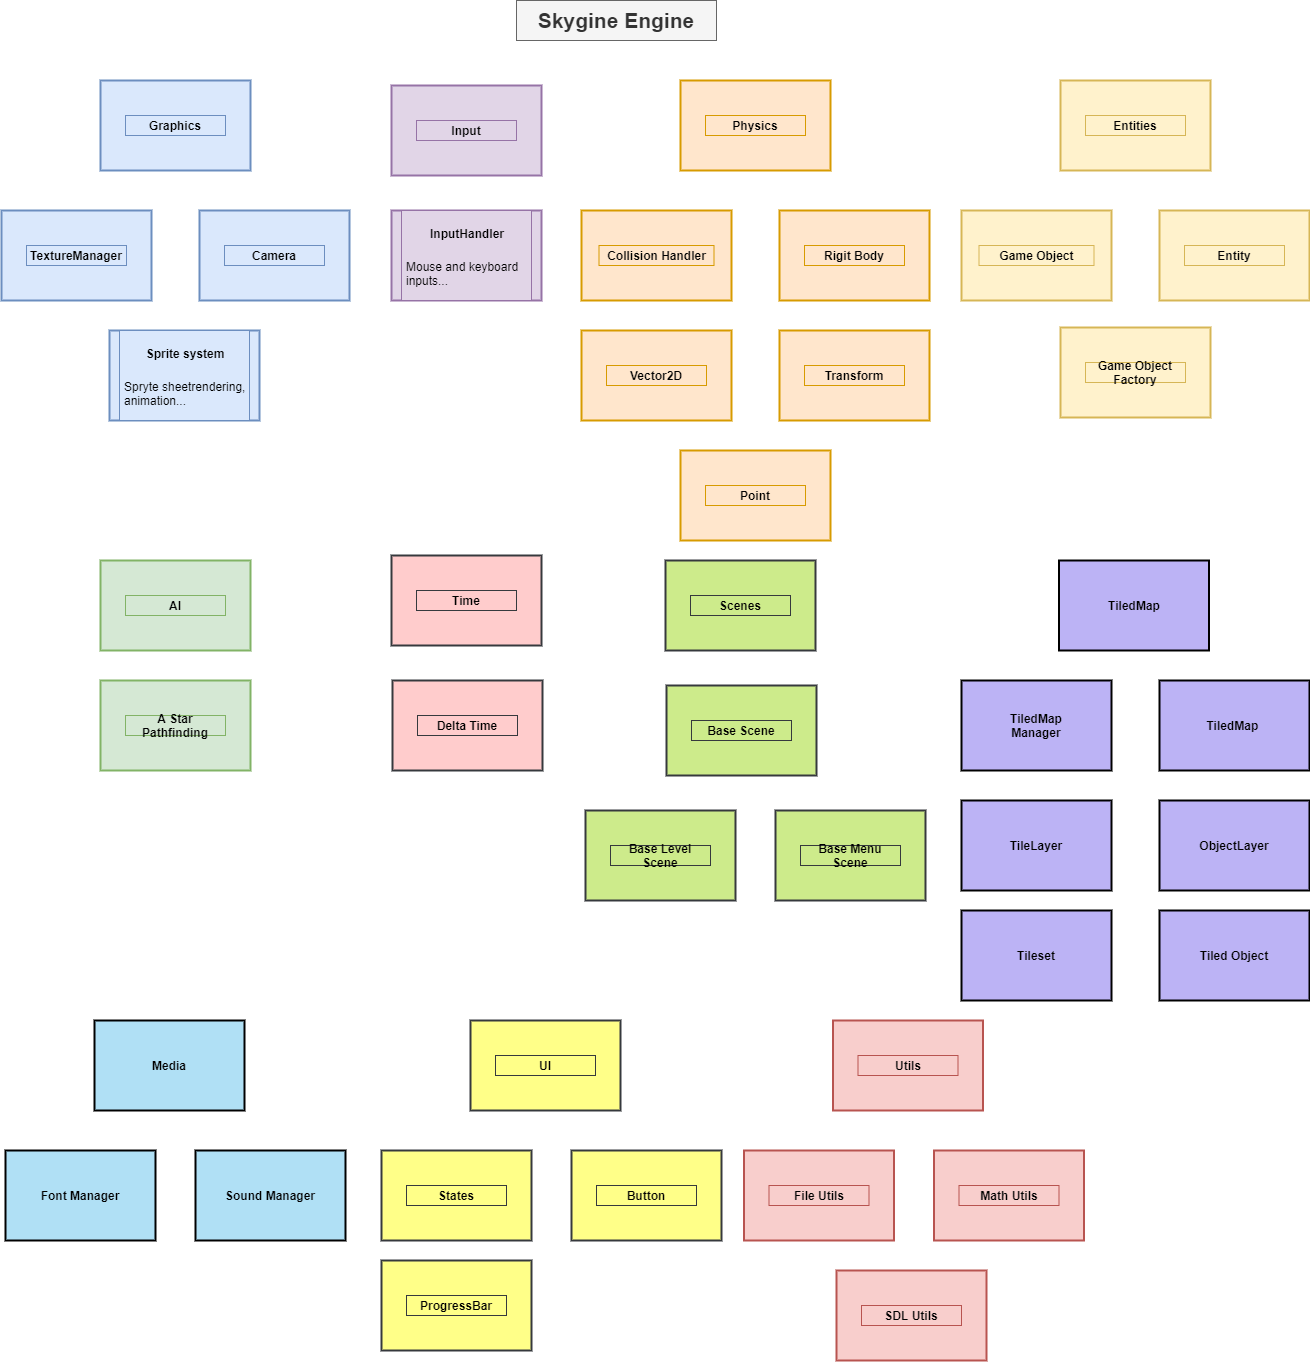 Skygine Engine
Graphics
Input
Physics
Entities
TextureManager
Camera
InputHandler
Mouse and keyboard
inputs...
Collision Handler
Rigit Body
Game Object
Entity
Sprite system
Spryte sheetrendering,
animation...
Vector2D
Transform
Game Object
Factory
Point
AI
Time
Scenes
TiledMap
A Star
Pathfinding
Delta Time
Base Scene
TiledMap
Manager
TiledMap
Base Level
Scene
Base Menu
Scene
TileLayer
ObjectLayer
Tileset
Tiled Object
Media
UI
Utils
Font Manager
Sound Manager
States
Button
File Utils
Math Utils
ProgressBar
SDL Utils